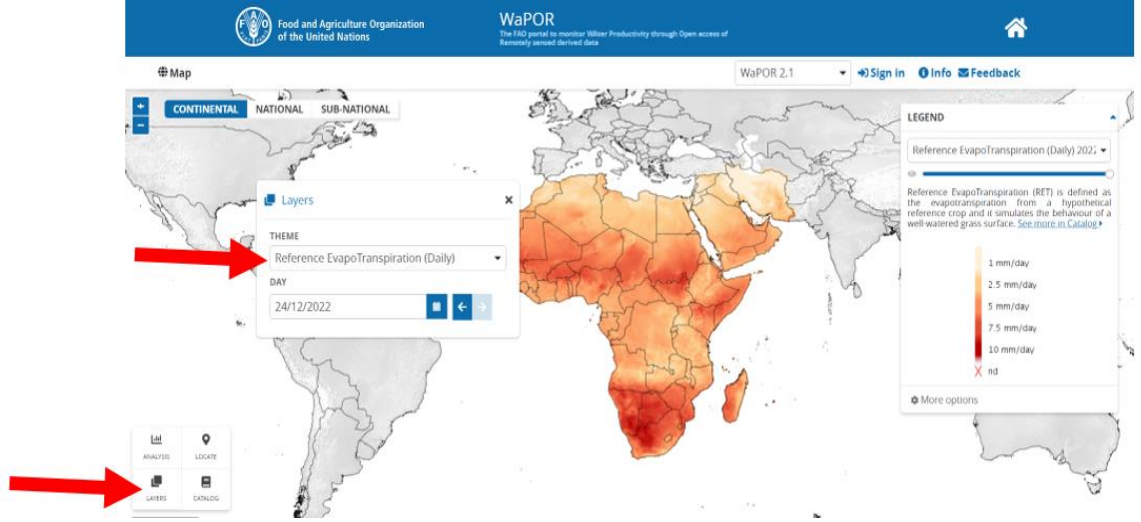 Food and Agriculture Organization
of the United Nations
WaPOR
The FAO portal to monitor Water Productivity through Open access of
Remotely sensed derived data
Map
WaPOR 2.1
Sign in
Info
Feedback
+
−
CONTINENTAL
NATIONAL
SUB-NATIONAL
LEGEND
Reference EvapoTranspiration (Daily) 202
Reference EvapoTranspiration (RET) is defined as
the evapotranspiration from a hypothetical
reference crop and it simulates the behaviour of a
well-watered grass surface. See more in Catalog
1 mm/day
2.5 mm/day
5 mm/day
7.5 mm/day
10 mm/day
nd
More options
Layers
×
THEME
Reference EvapoTranspiration (Daily)
DAY
24/12/2022
ANALYSIS
LOCATE
LAYERS
CATALOG